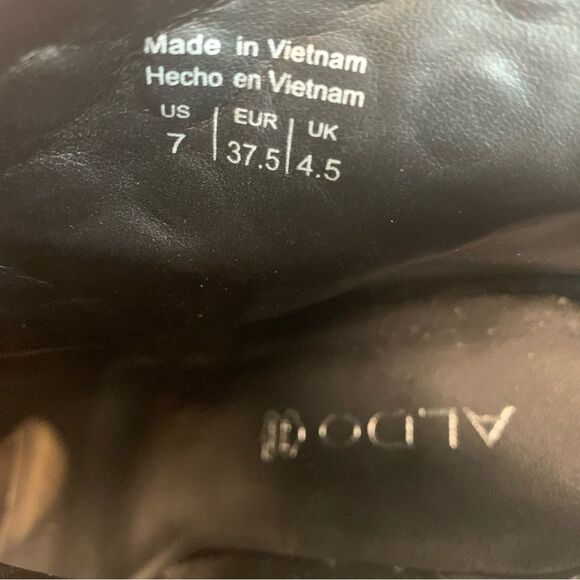 Made in Vietnam
Hecho en Vietnam
US | EUR | UK
7 | 37.5 | 4.5
ALDO